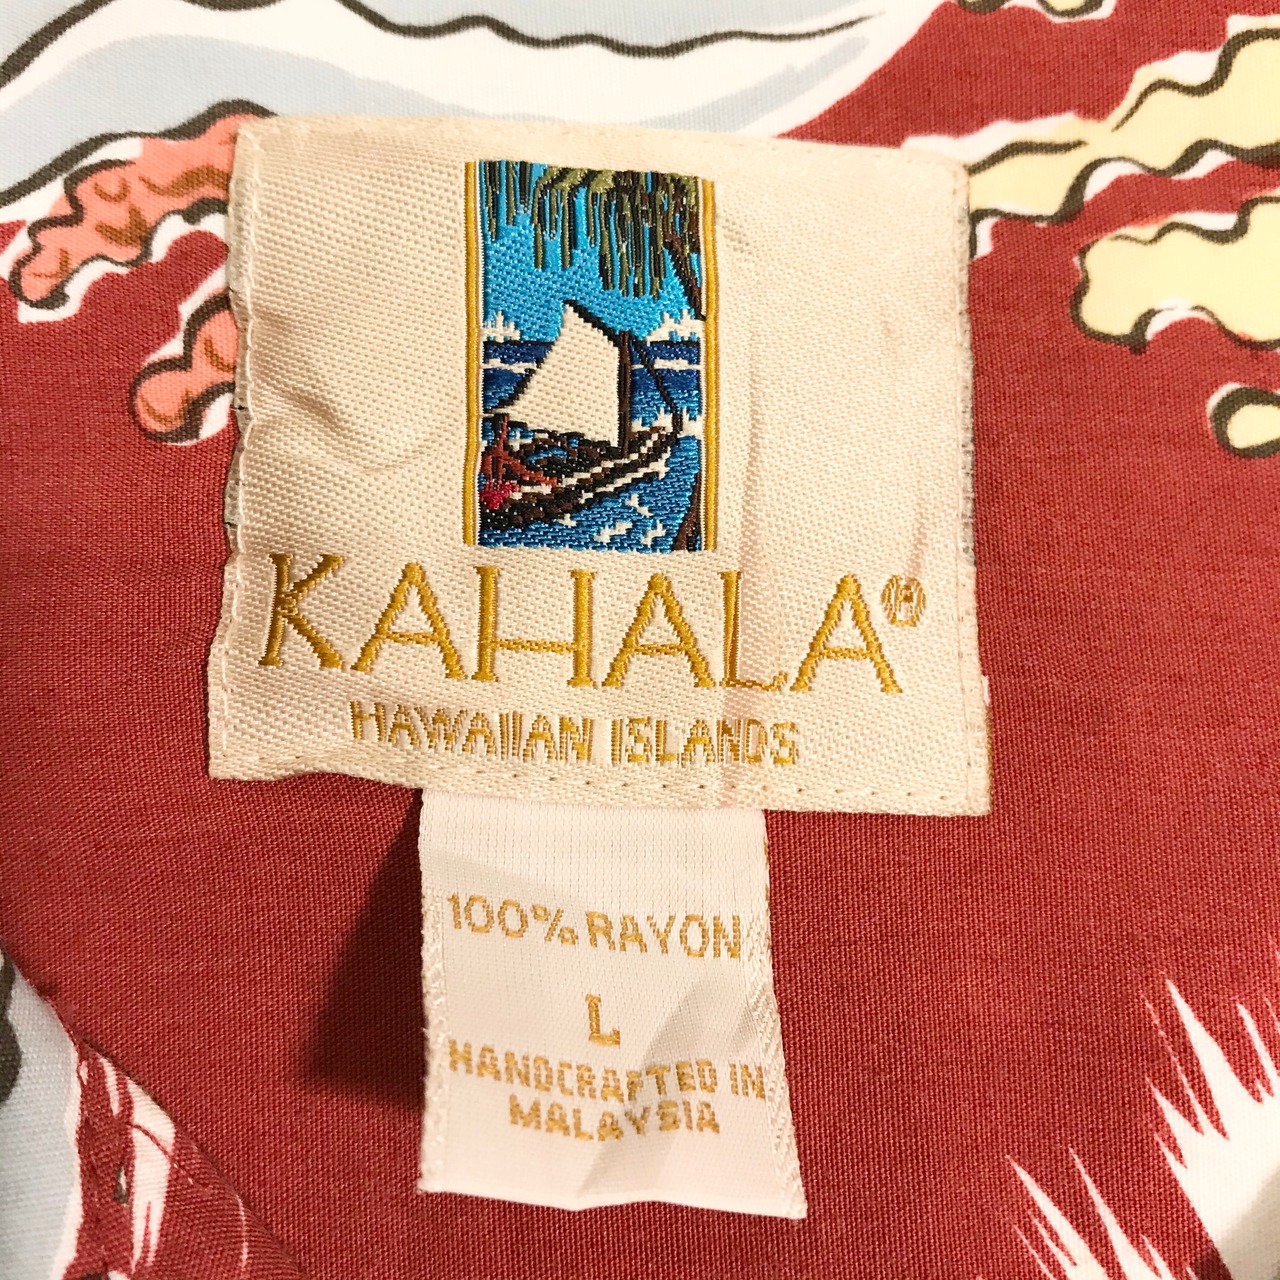 KAHALA®
HAWAIIAN ISLANDS
100% RAYON
L
HANDCRAFTED IN
MALAYSIA